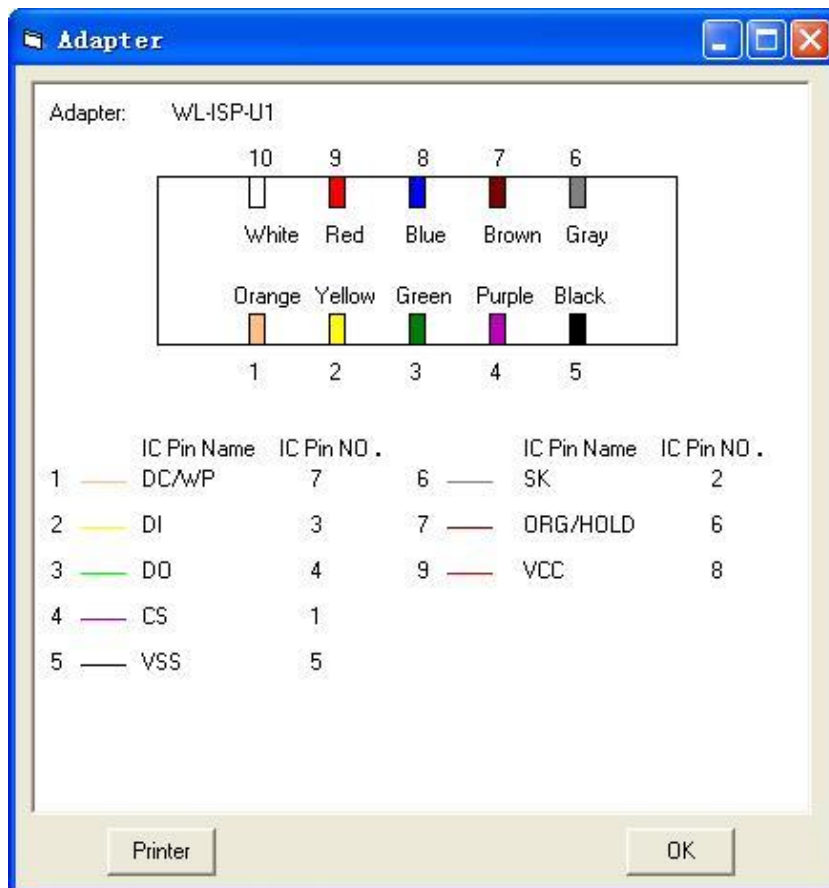 Adapter
Adapter: WL-ISP-U1
10 9 8 7 6
White Red Blue Brown Gray
Orange Yellow Green Purple Black
1 2 3 4 5
IC Pin Name IC Pin NO . IC Pin Name IC Pin NO .
1 DC/WP 7 6 SK 2
2 DI 3 7 ORG/HOLD 6
3 DO 4 9 VCC 8
4 CS 1
5 VSS 5
Printer OK